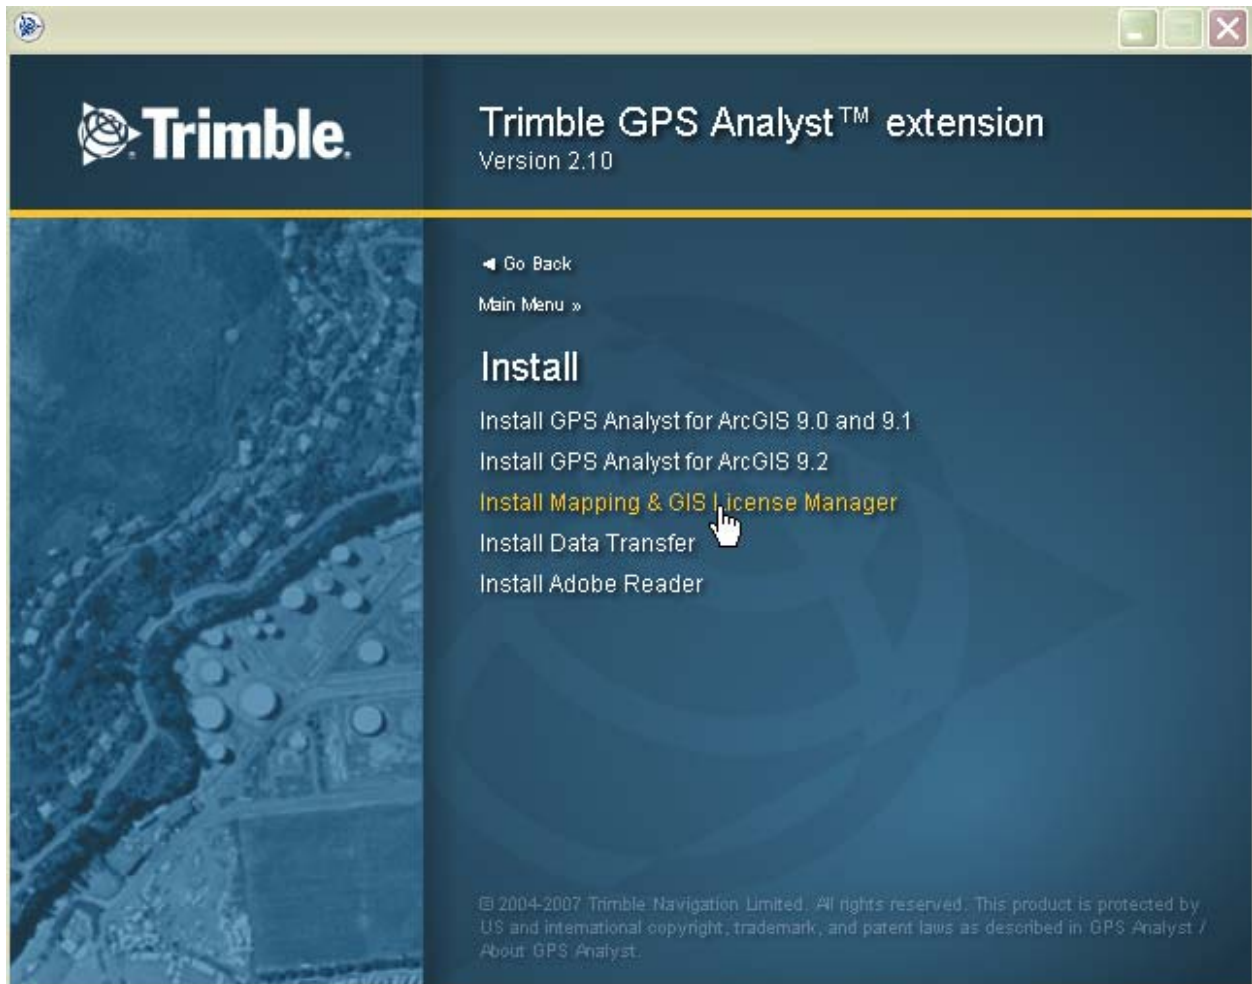 Trimble.
Trimble GPS Analyst™ extension
Version 2.10
◄ Go Back
Main Menu »
Install
Install GPS Analyst for ArcGIS 9.0 and 9.1
Install GPS Analyst for ArcGIS 9.2
Install Mapping & GIS License Manager
Install Data Transfer
Install Adobe Reader
© 2004-2007 Trimble Navigation Limited. All rights reserved. This product is protected by
US and international copyright, trademark, and patent laws as described in GPS Analyst /
About GPS Analyst.